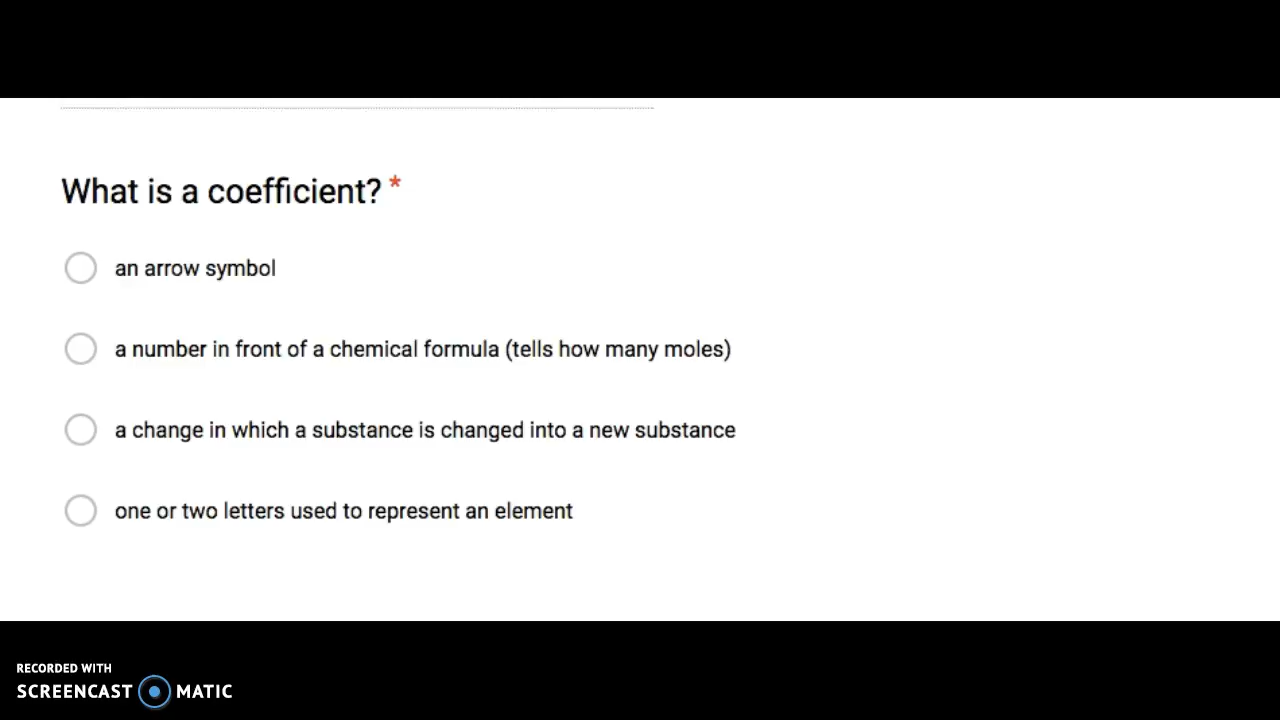 What is a coefficient? *
an arrow symbol
a number in front of a chemical formula (tells how many moles)
a change in which a substance is changed into a new substance
one or two letters used to represent an element
RECORDED WITH
SCREENCAST MATIC